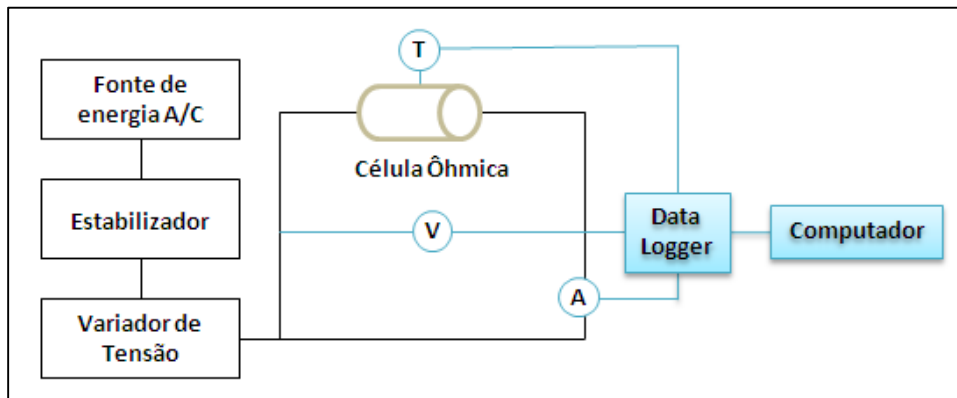 Fonte de
energia A/C
Estabilizador
Variador de
Tensão
T
Célula Ôhmica
V
A
Data
Logger
Computador